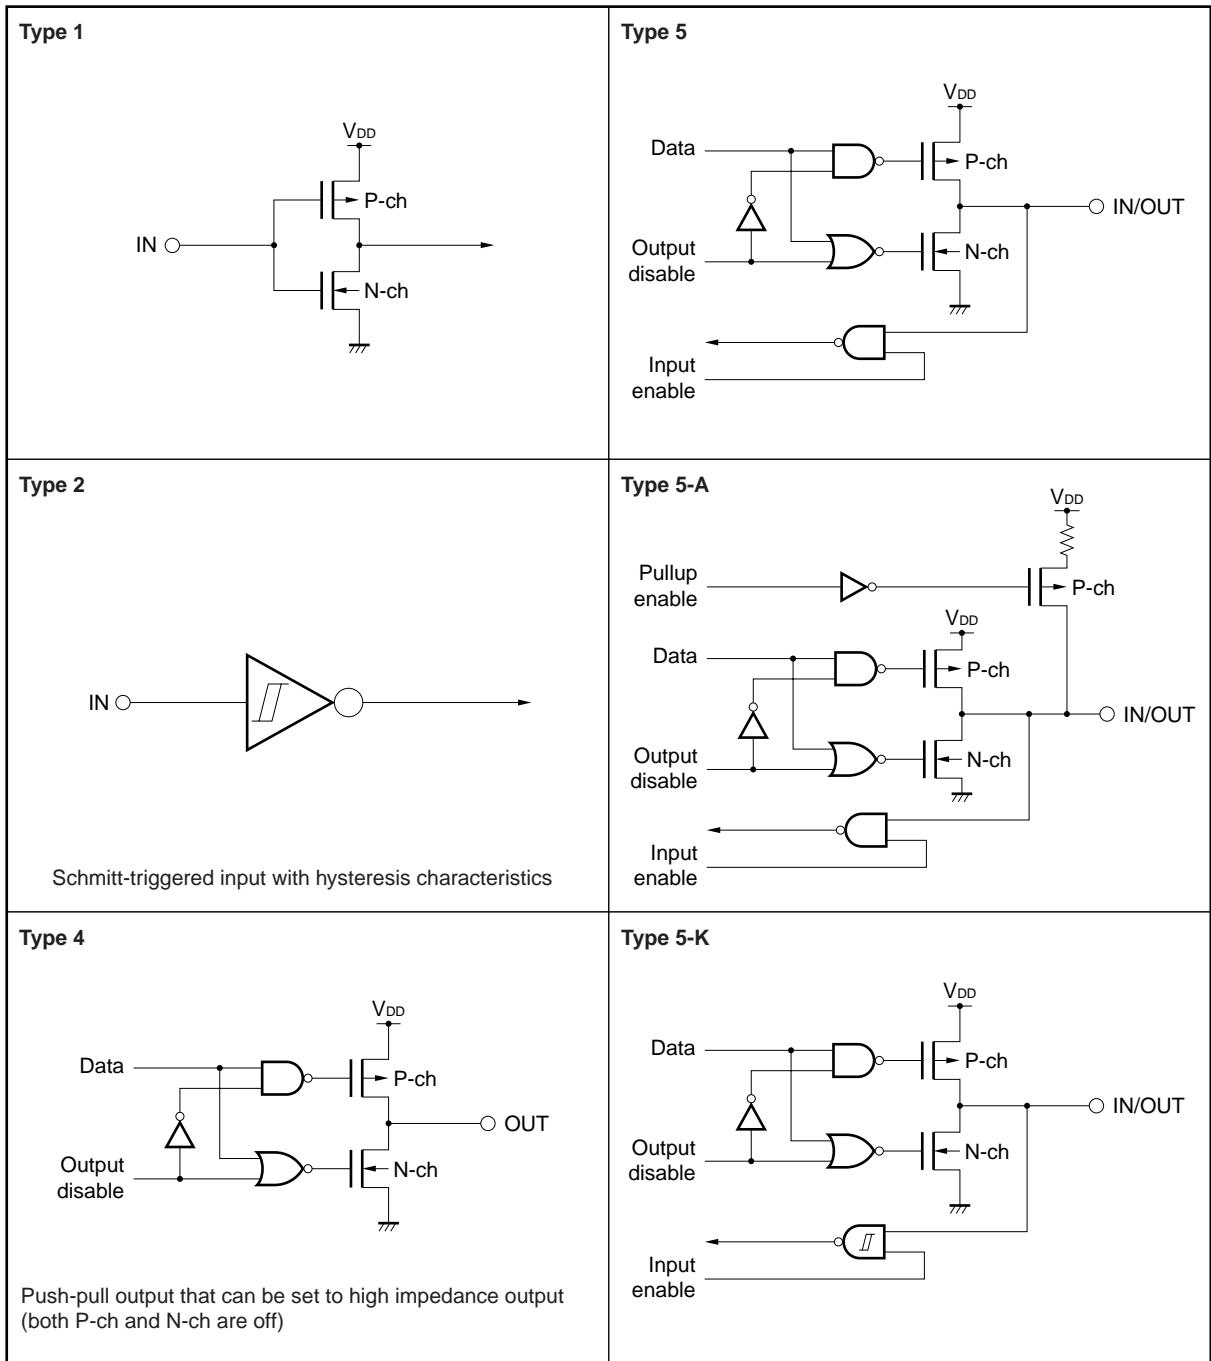 Type 1
VDD
P-ch
IN
N-ch
Type 5
VDD
Data
P-ch
IN/OUT
Output
disable
N-ch
Input
enable
Type 2
IN
Schmitt-triggered input with hysteresis characteristics
Type 5-A
VDD
Pullup
enable
P-ch
VDD
Data
P-ch
IN/OUT
Output
disable
N-ch
Input
enable
Type 4
VDD
Data
P-ch
OUT
Output
disable
N-ch
Push-pull output that can be set to high impedance output
(both P-ch and N-ch are off)
Type 5-K
VDD
Data
P-ch
IN/OUT
Output
disable
N-ch
Input
enable